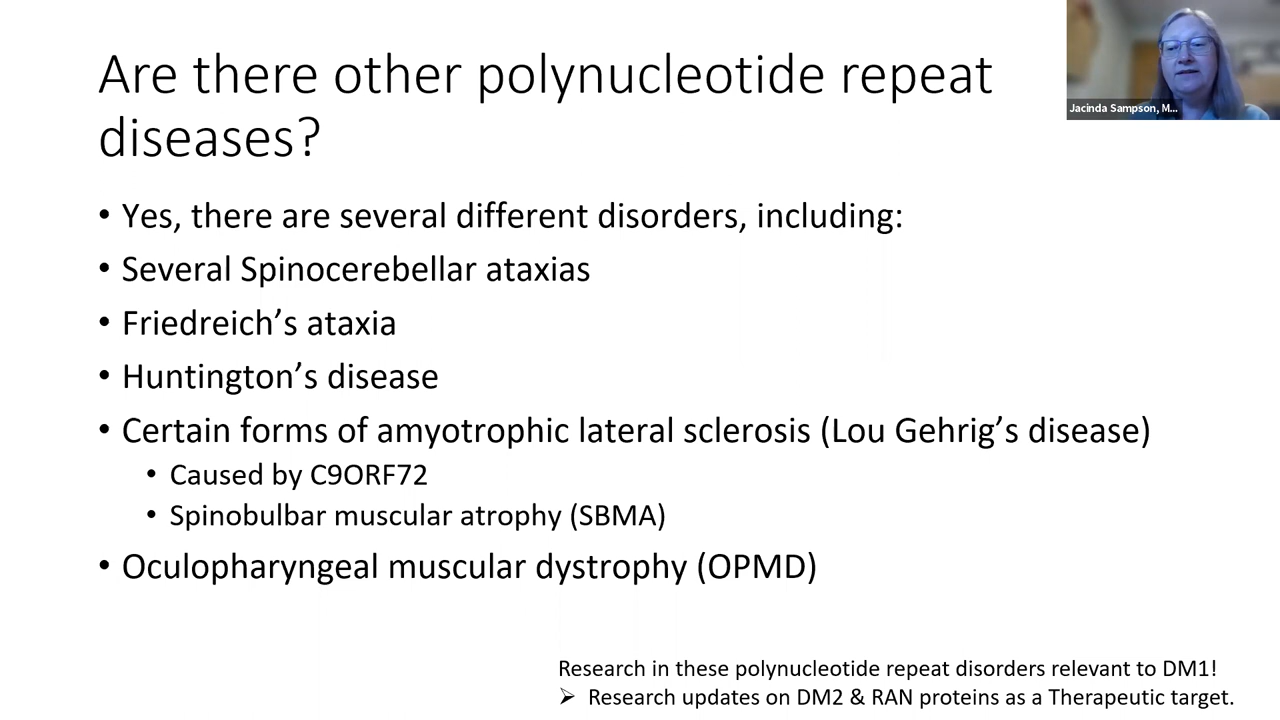 Are there other polynucleotide repeat
diseases?
Jacinda Sampson, M...
• Yes, there are several different disorders, including:
• Several Spinocerebellar ataxias
• Friedreich’s ataxia
• Huntington’s disease
• Certain forms of amyotrophic lateral sclerosis (Lou Gehrig’s disease)
• Caused by C9ORF72
• Spinobulbar muscular atrophy (SBMA)
• Oculopharyngeal muscular dystrophy (OPMD)
Research in these polynucleotide repeat disorders relevant to DM1!
➢ Research updates on DM2 & RAN proteins as a Therapeutic target.